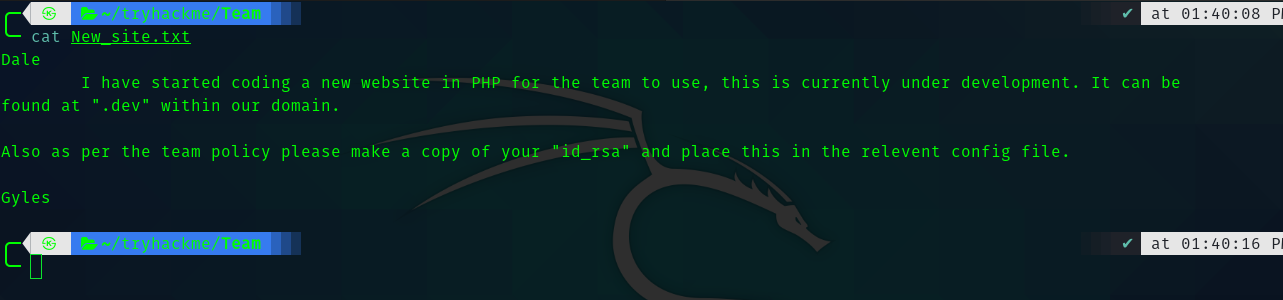 ~/tryhackme/Team ✔ at 01:40:08 P
cat New_site.txt
Dale
        I have started coding a new website in PHP for the team to use, this is currently under development. It can be
found at ".dev" within our domain.
Also as per the team policy please make a copy of your "id_rsa" and place this in the relevent config file.
Gyles
~/tryhackme/Team ✔ at 01:40:16 P